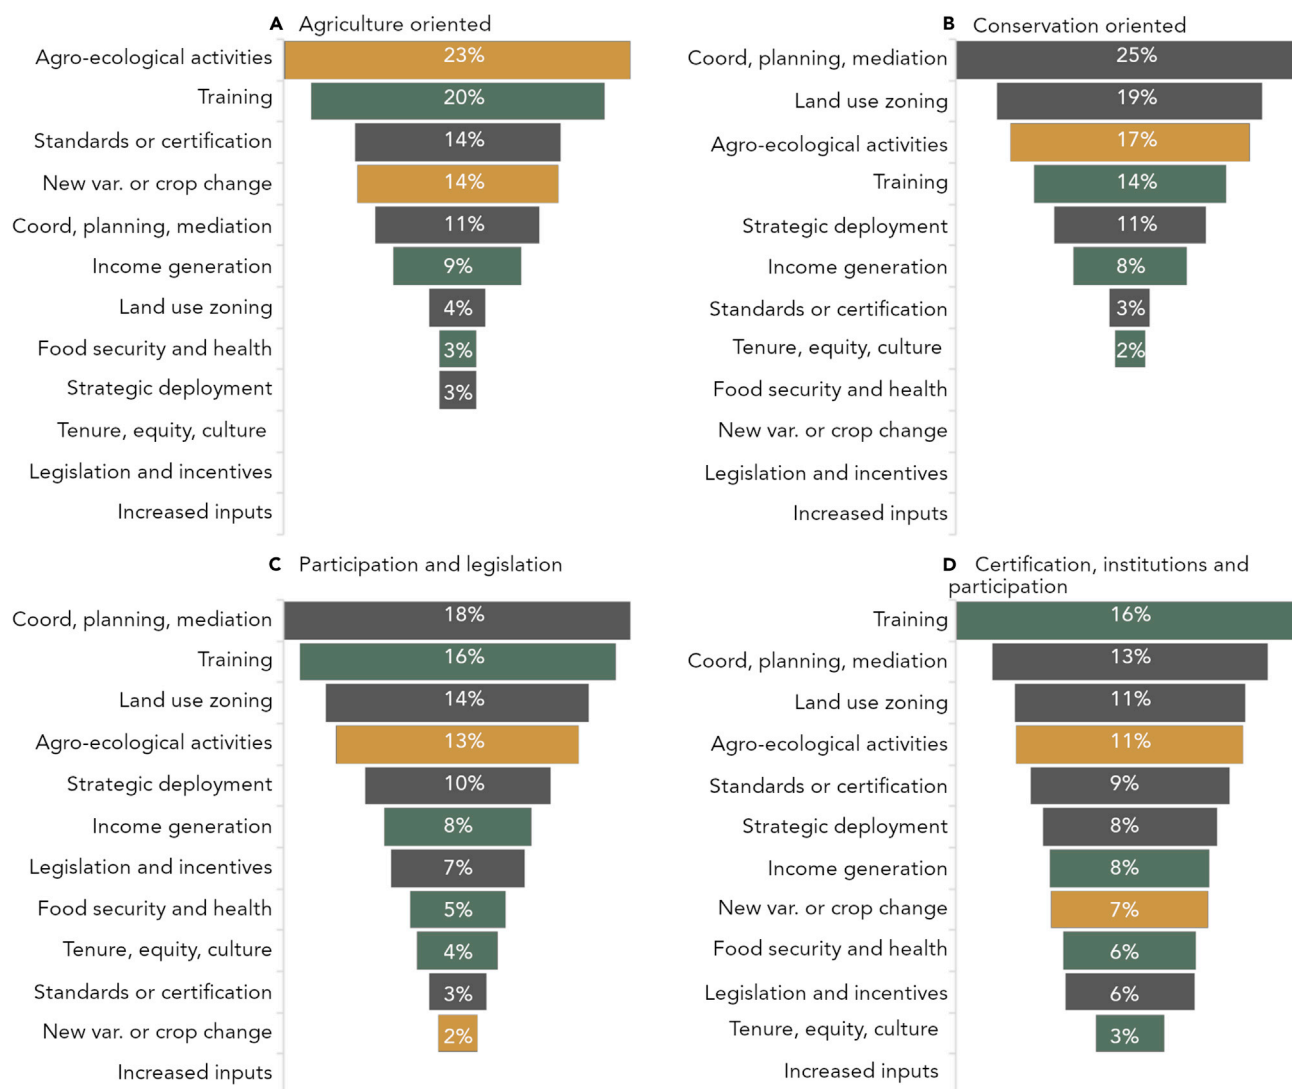 A Agriculture oriented
Agro-ecological activities 23%
Training 20%
Standards or certification 14%
New var. or crop change 14%
Coord, planning, mediation 11%
Income generation 9%
Land use zoning 4%
Food security and health 3%
Strategic deployment 3%
Tenure, equity, culture
Legislation and incentives
Increased inputs
B Conservation oriented
Coord, planning, mediation 25%
Land use zoning 19%
Agro-ecological activities 17%
Training 14%
Strategic deployment 11%
Income generation 8%
Standards or certification 3%
Tenure, equity, culture 2%
Food security and health
New var. or crop change
Legislation and incentives
Increased inputs
C Participation and legislation
Coord, planning, mediation 18%
Training 16%
Land use zoning 14%
Agro-ecological activities 13%
Strategic deployment 10%
Income generation 8%
Legislation and incentives 7%
Food security and health 5%
Tenure, equity, culture 4%
Standards or certification 3%
New var. or crop change 2%
Increased inputs
D Certification, institutions and
participation
Training 16%
Coord, planning, mediation 13%
Land use zoning 11%
Agro-ecological activities 11%
Standards or certification 9%
Strategic deployment 8%
Income generation 8%
New var. or crop change 7%
Food security and health 6%
Legislation and incentives 6%
Tenure, equity, culture 3%
Increased inputs